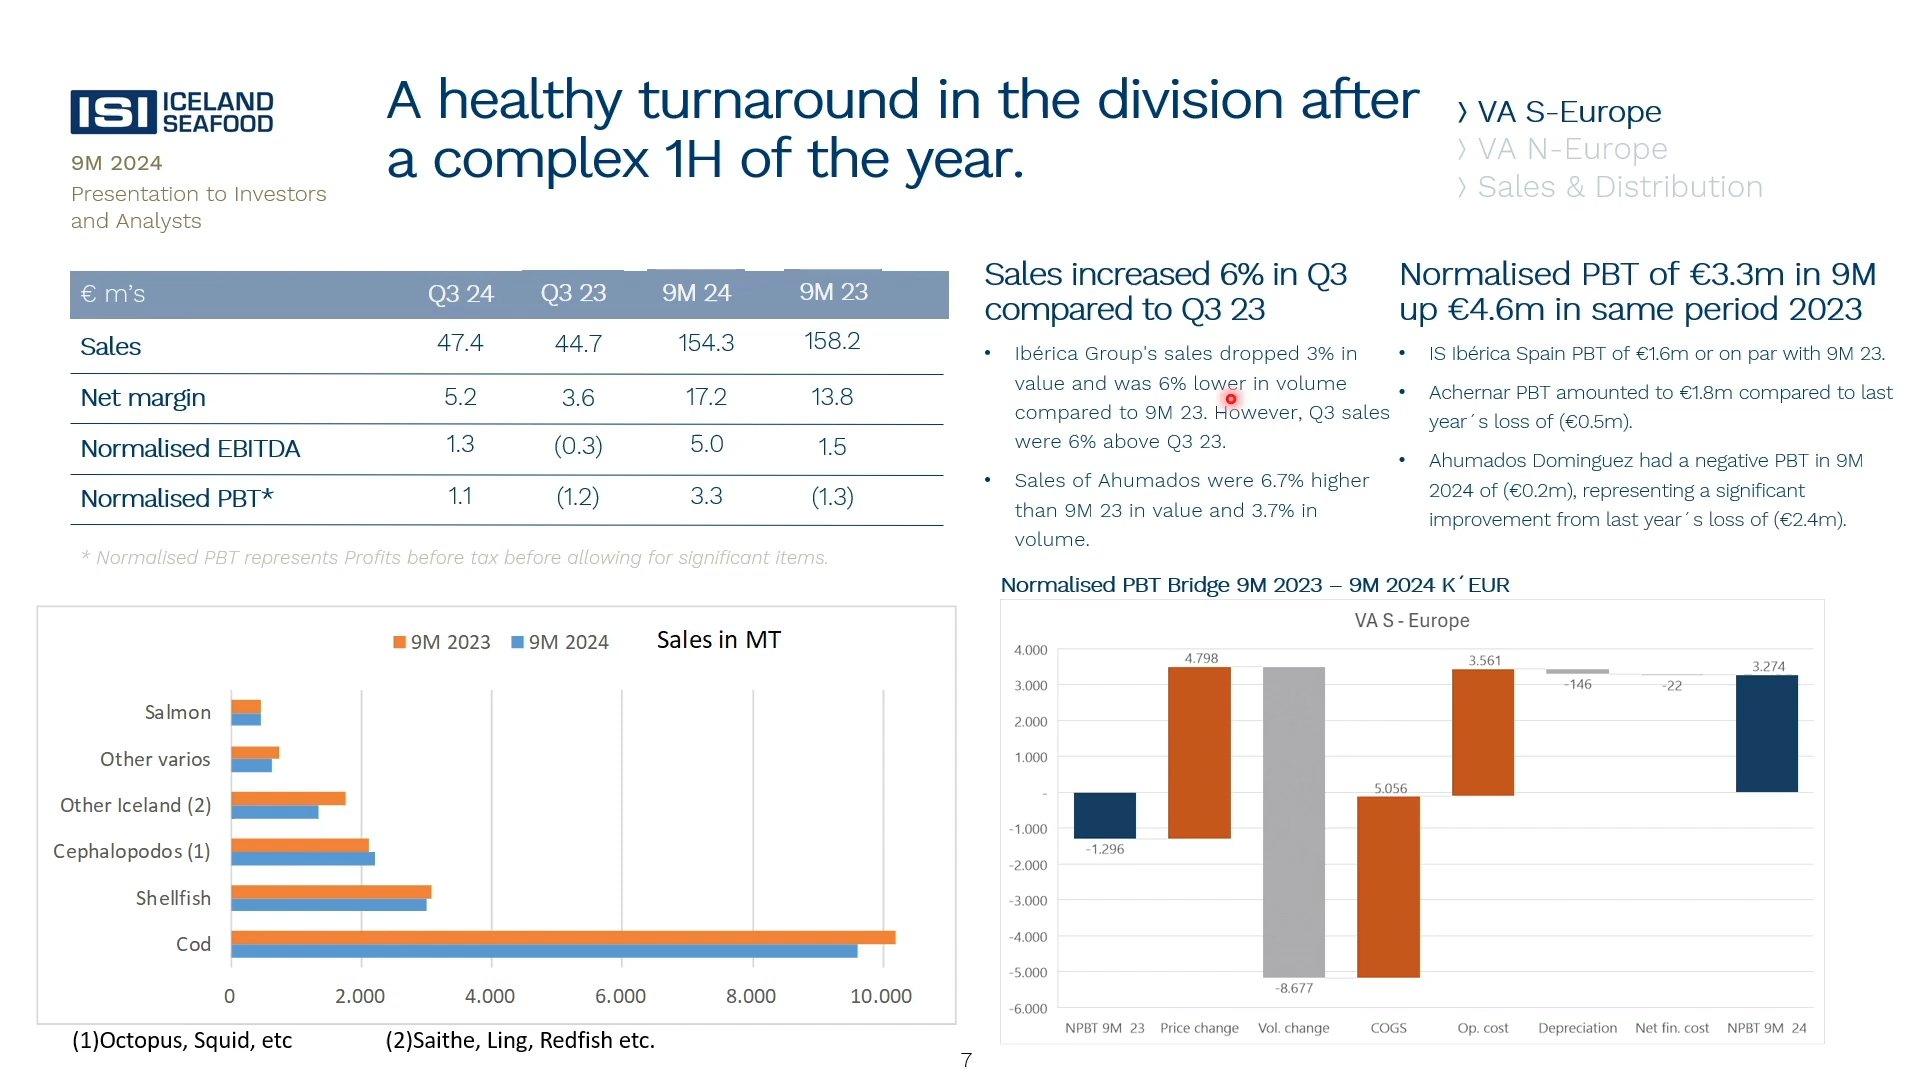 ISI ICELAND SEAFOOD
9M 2024
Presentation to Investors
and Analysts
A healthy turnaround in the division after
a complex 1H of the year.
› VA S-Europe
› VA N-Europe
› Sales & Distribution
€ m's Q3 24 Q3 23 9M 24 9M 23
Sales 47.4 44.7 154.3 158.2
Net margin 5.2 3.6 17.2 13.8
Normalised EBITDA 1.3 (0.3) 5.0 1.5
Normalised PBT* 1.1 (1.2) 3.3 (1.3)
* Normalised PBT represents Profits before tax before allowing for significant items.
Sales increased 6% in Q3
compared to Q3 23
• Ibérica Group's sales dropped 3% in
value and was 6% lower in volume
compared to 9M 23. However, Q3 sales
were 6% above Q3 23.
• Sales of Ahumados were 6.7% higher
than 9M 23 in value and 3.7% in
volume.
Normalised PBT of €3.3m in 9M
up €4.6m in same period 2023
• IS Ibérica Spain PBT of €1.6m or on par with 9M 23.
• Achernar PBT amounted to €1.8m compared to last
year´s loss of (€0.5m).
• Ahumados Dominguez had a negative PBT in 9M
2024 of (€0.2m), representing a significant
improvement from last year´s loss of (€2.4m).
9M 2023 9M 2024 Sales in MT
Salmon
Other varios
Other Iceland (2)
Cephalopodos (1)
Shellfish
Cod
0 2.000 4.000 6.000 8.000 10.000
(1)Octopus, Squid, etc (2)Saithe, Ling, Redfish etc.
Normalised PBT Bridge 9M 2023 – 9M 2024 K´EUR
VA S - Europe
4.000
3.000
2.000
1.000
-
-1.000
-2.000
-3.000
-4.000
-5.000
-6.000
-1.296
4.798
-8.677
5.056
3.561
-146
-22
3.274
NPBT 9M 23 Price change Vol. change COGS Op. cost Depreciation Net fin. cost NPBT 9M 24
7